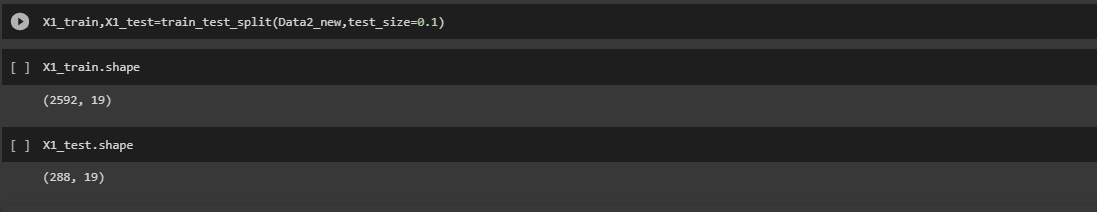 X1_train,X1_test=train_test_split(Data2_new,test_size=0.1)
[ ] X1_train.shape
(2592, 19)
[ ] X1_test.shape
(288, 19)